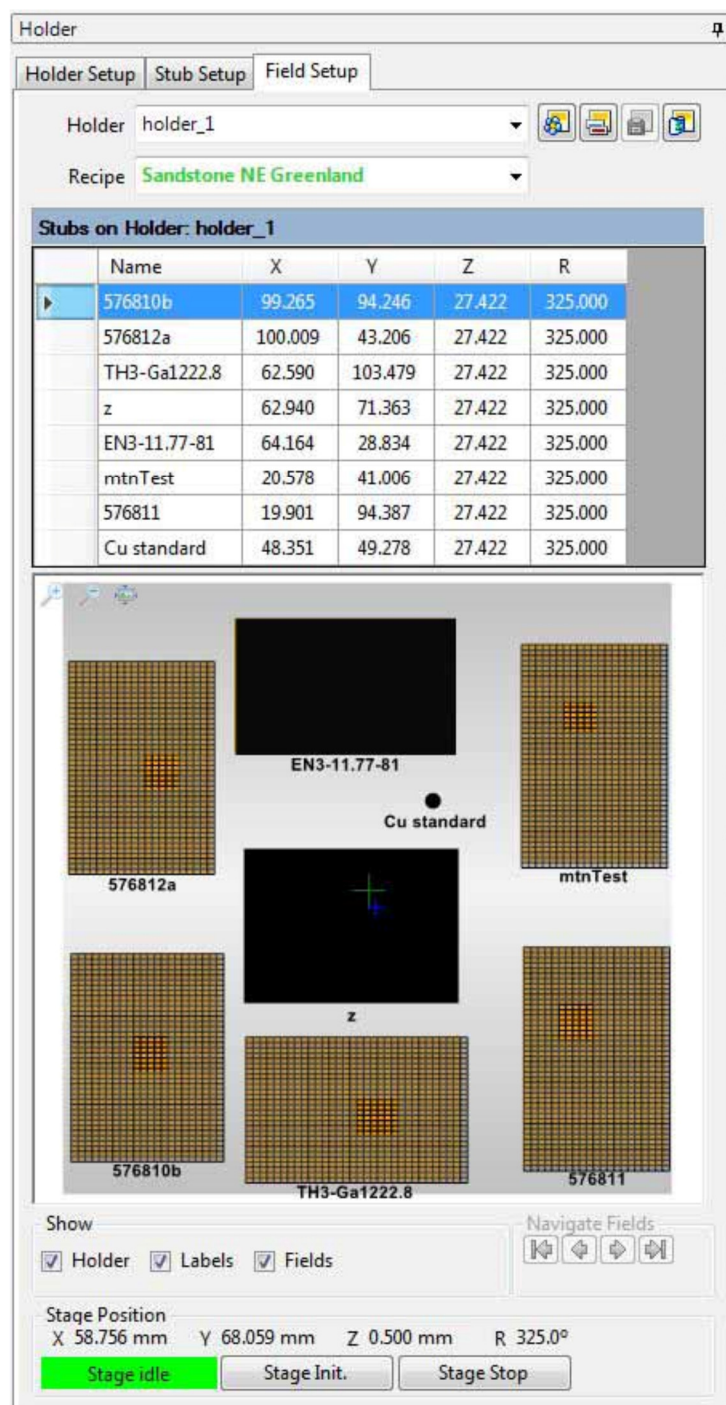 Holder
Holder Setup Stub Setup Field Setup
Holder holder_1
Recipe Sandstone NE Greenland
Stubs on Holder: holder_1
Name X Y Z R
576810b 99.265 94.246 27.422 325.000
576812a 100.009 43.206 27.422 325.000
TH3-Ga1222.8 62.590 103.479 27.422 325.000
z 62.940 71.363 27.422 325.000
EN3-11.77-81 64.164 28.834 27.422 325.000
mtnTest 20.578 41.006 27.422 325.000
576811 19.901 94.387 27.422 325.000
Cu standard 48.351 49.278 27.422 325.000
EN3-11.77-81
Cu standard
576812a
mtnTest
z
576810b
TH3-Ga1222.8
576811
Show
Navigate Fields
Holder Labels Fields
Stage Position
X 58.756 mm Y 68.059 mm Z 0.500 mm R 325.0º
Stage idle Stage Init. Stage Stop